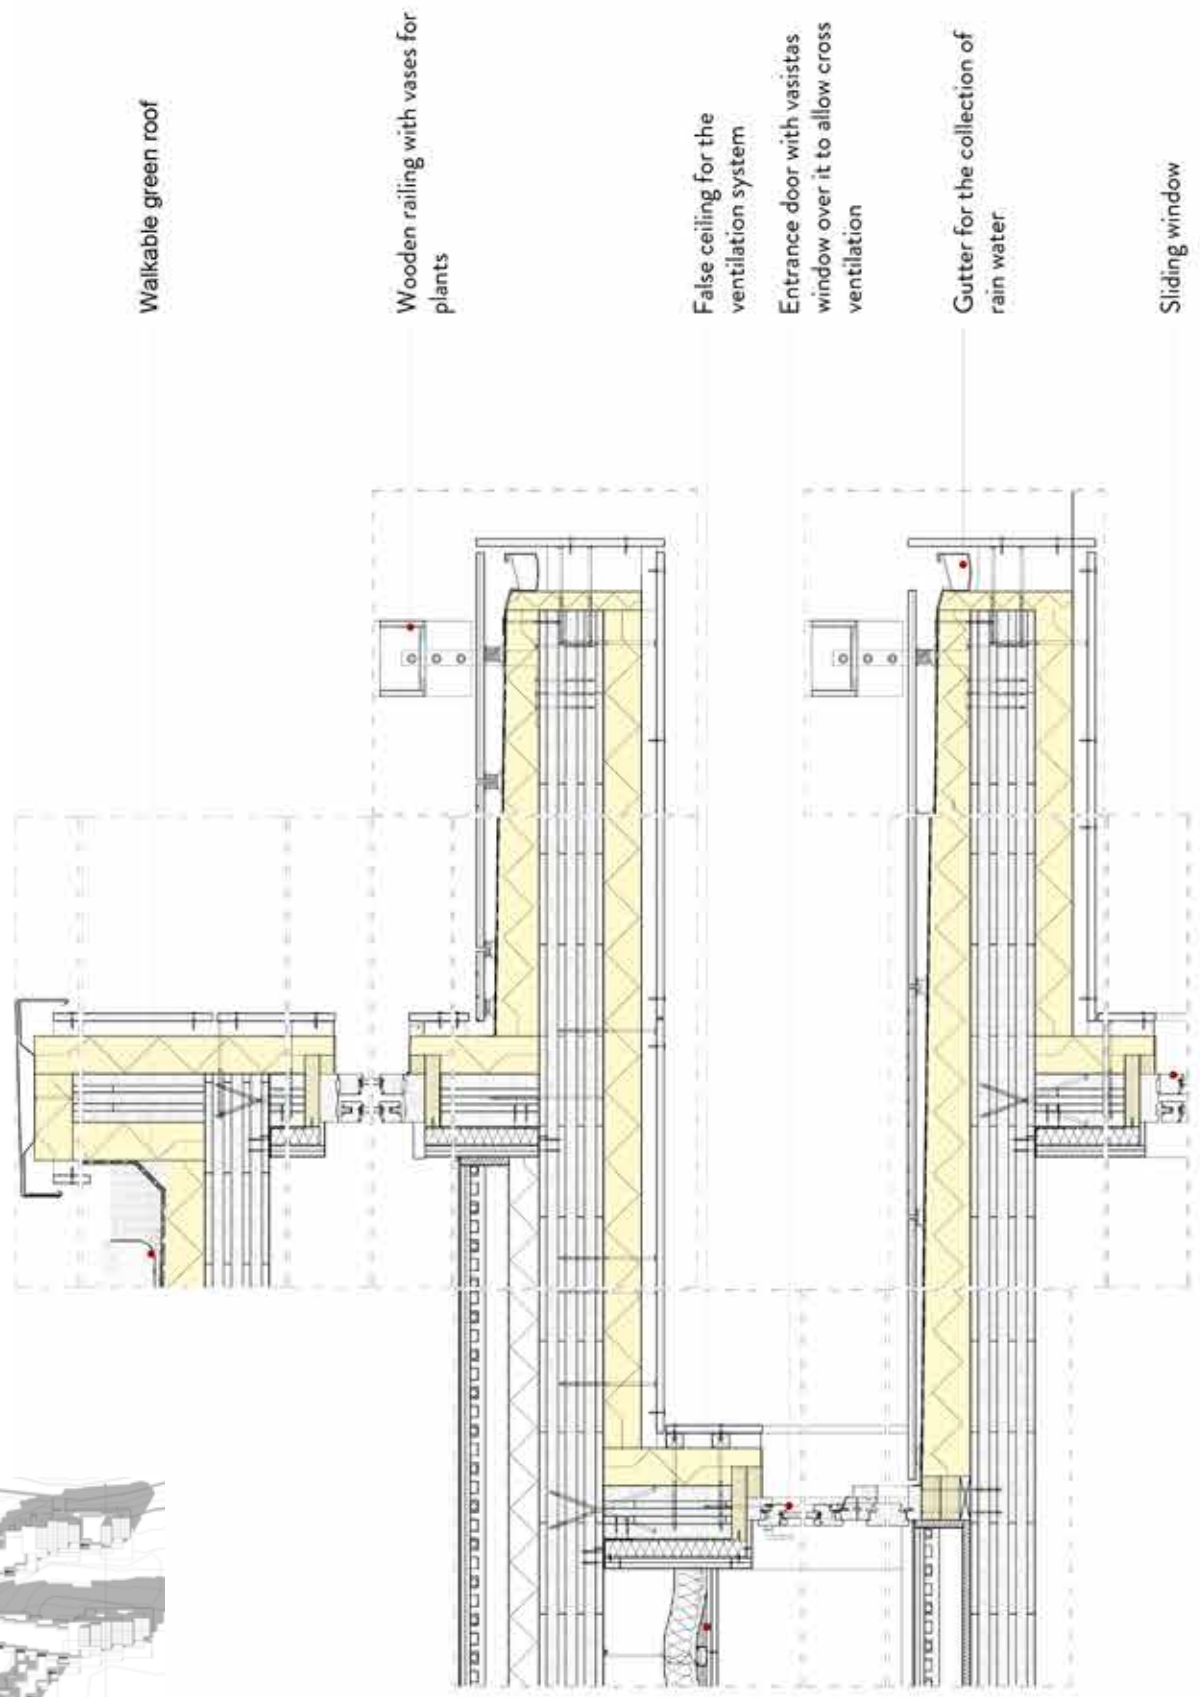 Walkable green roof
Wooden railing with vases for
plants
False ceiling for the
ventilation system
Entrance door with vasistas
window over it to allow cross
ventilation
Gutter for the collection of
rain water
Sliding window